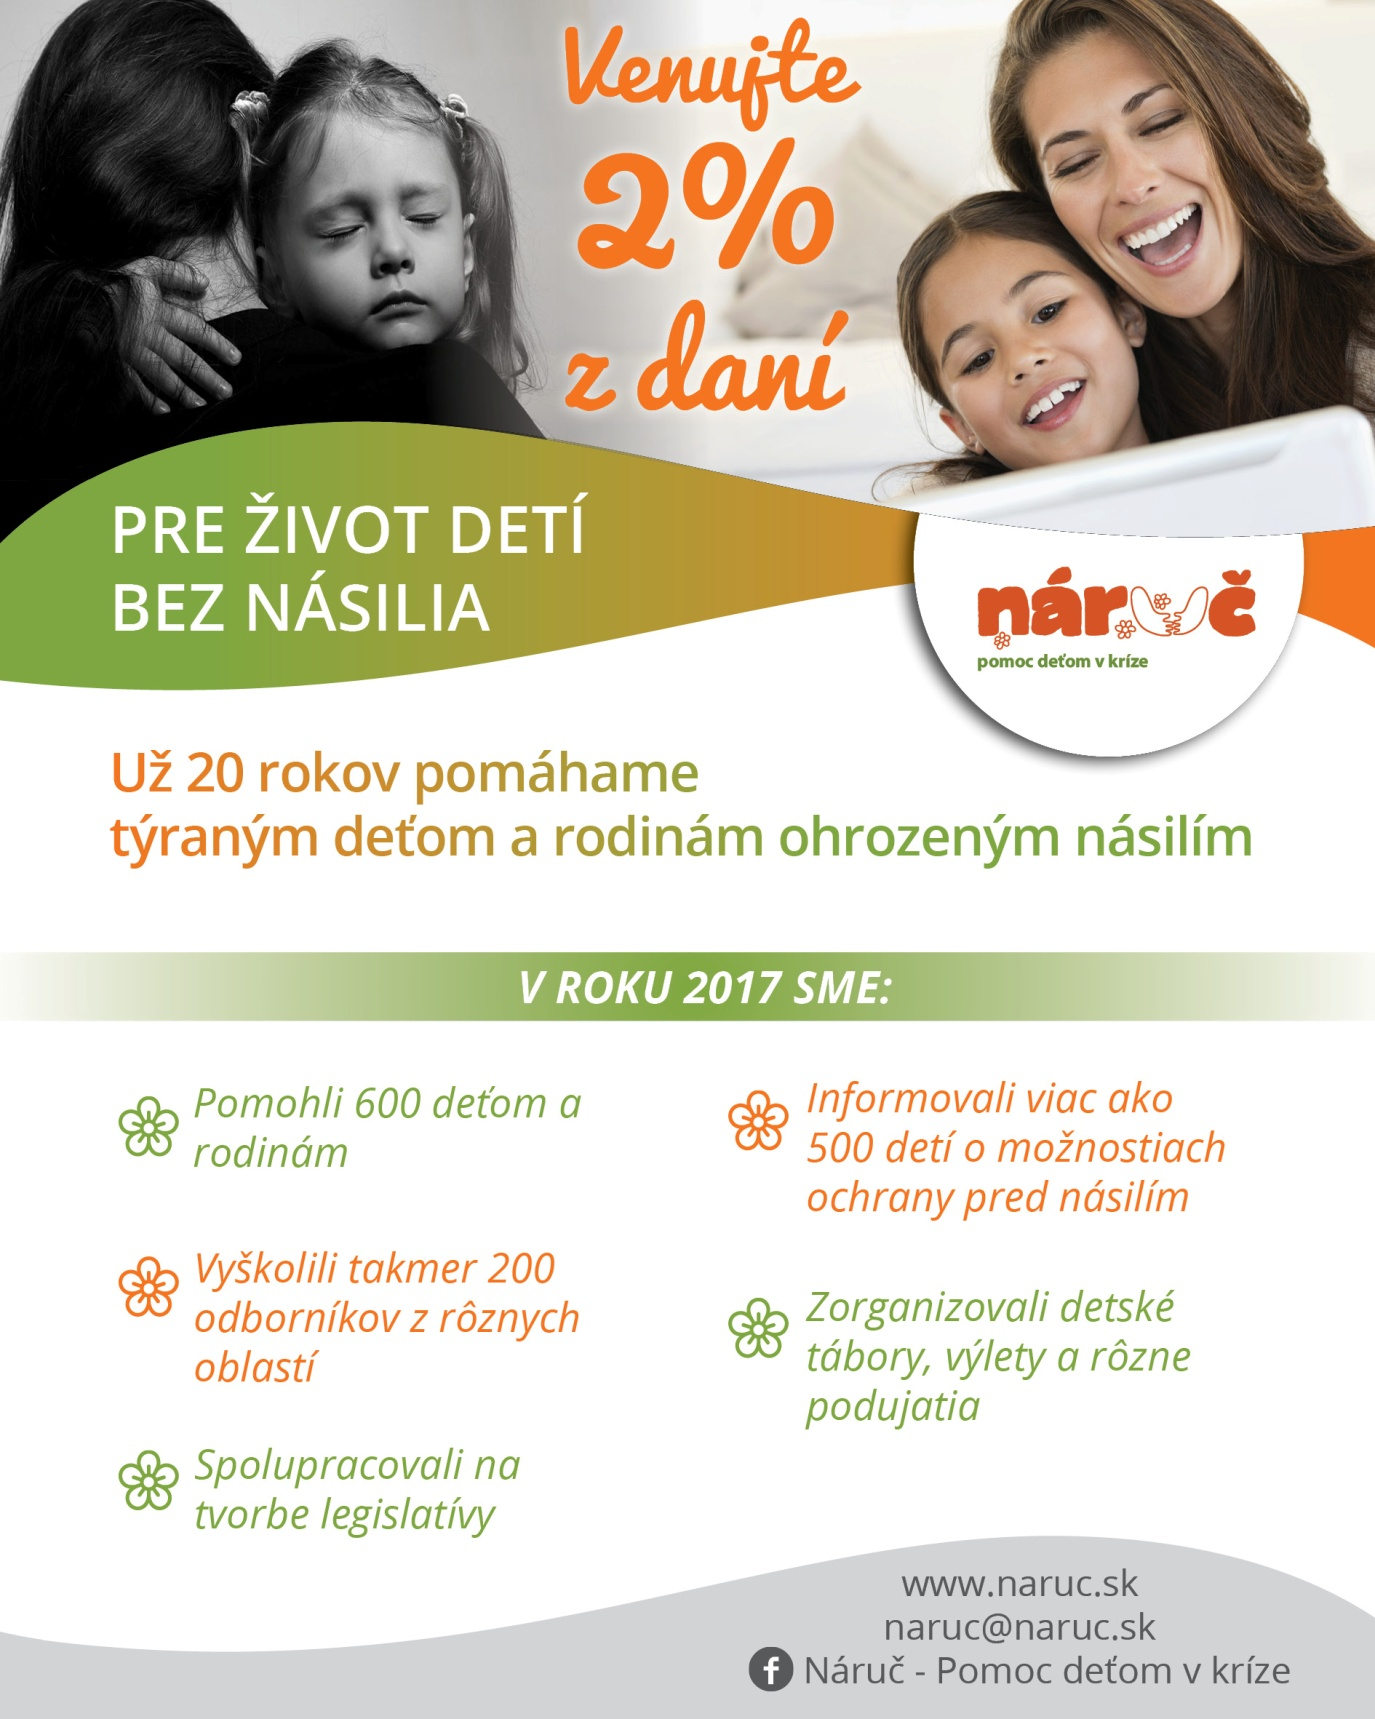 Venujte
2%
z daní
PRE ŽIVOT DETÍ
BEZ NÁSILIA
náruč
pomoc deťom v kríze
Už 20 rokov pomáhame
týraným deťom a rodinám ohrozeným násilím
V ROKU 2017 SME:
Pomohli 600 deťom a
rodinám
Vyškolili takmer 200
odborníkov z rôznych
oblastí
Spolupracovali na
tvorbe legislatívy
Informovali viac ako
500 detí o možnostiach
ochrany pred násilím
Zorganizovali detské
tábory, výlety a rôzne
podujatia
www.naruc.sk
naruc@naruc.sk
f Náruč - Pomoc deťom v kríze